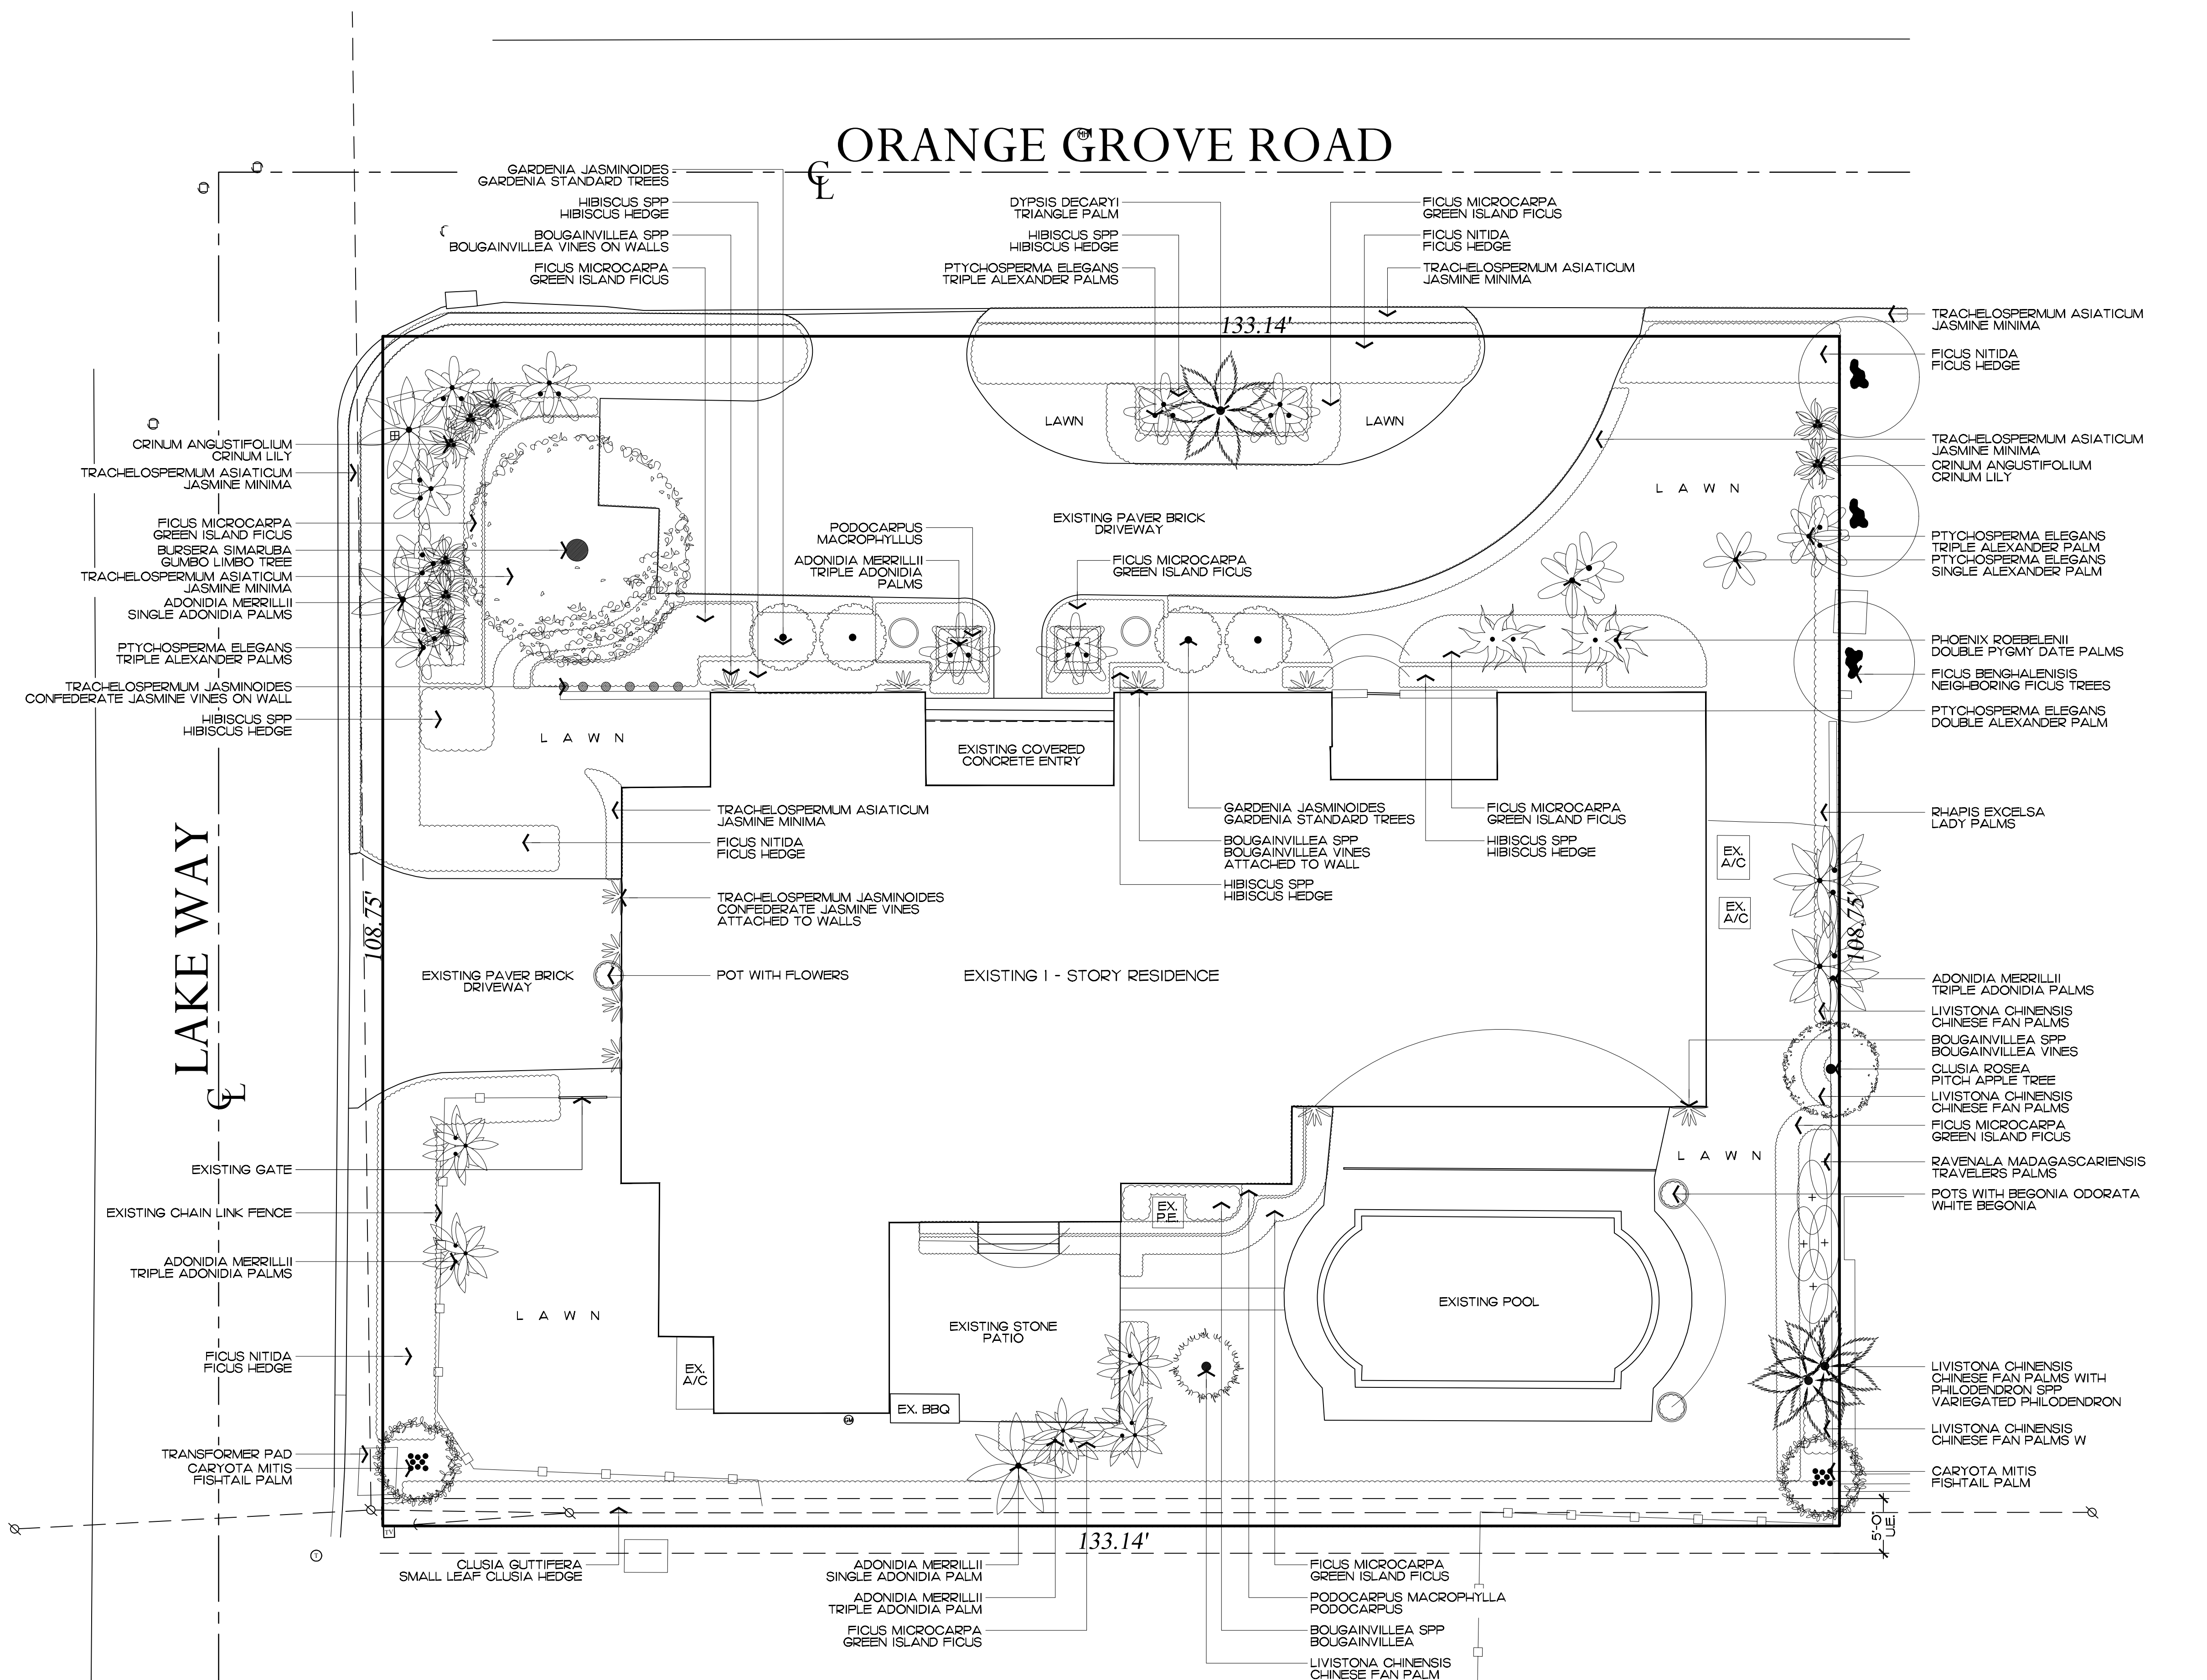 ORANGE GROVE ROAD
MH
CL
GARDENIA JASMINOIDES
GARDENIA STANDARD TREES
HIBISCUS SPP
HIBISCUS HEDGE
BOUGAINVILLEA SPP
BOUGAINVILLEA VINES ON WALLS
FICUS MICROCARPA
GREEN ISLAND FICUS
DYPSIS DECARYI
TRIANGLE PALM
HIBISCUS SPP
HIBISCUS HEDGE
PTYCHOSPERMA ELEGANS
TRIPLE ALEXANDER PALMS
FICUS MICROCARPA
GREEN ISLAND FICUS
FICUS NITIDA
FICUS HEDGE
TRACHELOSPERMUM ASIATICUM
JASMINE MINIMA
133.14'
TRACHELOSPERMUM ASIATICUM
JASMINE MINIMA
FICUS NITIDA
FICUS HEDGE
LAWN
LAWN
CRINUM ANGUSTIFOLIUM
CRINUM LILY
TRACHELOSPERMUM ASIATICUM
JASMINE MINIMA
FICUS MICROCARPA
GREEN ISLAND FICUS
BURSERA SIMARUBA
GUMBO LIMBO TREE
TRACHELOSPERMUM ASIATICUM
JASMINE MINIMA
ADONIDIA MERRILLII
SINGLE ADONIDIA PALMS
PTYCHOSPERMA ELEGANS
TRIPLE ALEXANDER PALMS
TRACHELOSPERMUM JASMINOIDES
CONFEDERATE JASMINE VINES ON WALL
HIBISCUS SPP
HIBISCUS HEDGE
PODOCARPUS
MACROPHYLLUS
ADONIDIA MERRILLII
TRIPLE ADONIDIA
PALMS
EXISTING PAVER BRICK
DRIVEWAY
FICUS MICROCARPA
GREEN ISLAND FICUS
L A W N
TRACHELOSPERMUM ASIATICUM
JASMINE MINIMA
CRINUM ANGUSTIFOLIUM
CRINUM LILY
PTYCHOSPERMA ELEGANS
TRIPLE ALEXANDER PALM
PTYCHOSPERMA ELEGANS
SINGLE ALEXANDER PALM
PHOENIX ROEBELENII
DOUBLE PYGMY DATE PALMS
FICUS BENGHALENISIS
NEIGHBORING FICUS TREES
PTYCHOSPERMA ELEGANS
DOUBLE ALEXANDER PALM
L A W N
EXISTING COVERED
CONCRETE ENTRY
TRACHELOSPERMUM ASIATICUM
JASMINE MINIMA
FICUS NITIDA
FICUS HEDGE
GARDENIA JASMINOIDES
GARDENIA STANDARD TREES
BOUGAINVILLEA SPP
BOUGAINVILLEA VINES
ATTACHED TO WALL
HIBISCUS SPP
HIBISCUS HEDGE
FICUS MICROCARPA
GREEN ISLAND FICUS
HIBISCUS SPP
HIBISCUS HEDGE
RHAPIS EXCELSA
LADY PALMS
EX.
A/C
EX.
A/C
LAKE WAY
CL
108.75'
TRACHELOSPERMUM JASMINOIDES
CONFEDERATE JASMINE VINES
ATTACHED TO WALLS
108.75'
EXISTING PAVER BRICK
DRIVEWAY
POT WITH FLOWERS
EXISTING 1 - STORY RESIDENCE
ADONIDIA MERRILLII
TRIPLE ADONIDIA PALMS
LIVISTONA CHINENSIS
CHINESE FAN PALMS
BOUGAINVILLEA SPP
BOUGAINVILLEA VINES
CLUSIA ROSEA
PITCH APPLE TREE
LIVISTONA CHINENSIS
CHINESE FAN PALMS
FICUS MICROCARPA
GREEN ISLAND FICUS
RAVENALA MADAGASCARIENSIS
TRAVELERS PALMS
POTS WITH BEGONIA ODORATA
WHITE BEGONIA
L A W N
EXISTING GATE
EXISTING CHAIN LINK FENCE
ADONIDIA MERRILLII
TRIPLE ADONIDIA PALMS
EX.
P.E.
L A W N
EXISTING STONE
PATIO
EXISTING POOL
FICUS NITIDA
FICUS HEDGE
EX.
A/C
EX. BBQ
GM
LIVISTONA CHINENSIS
CHINESE FAN PALMS WITH
PHILODENDRON SPP
VARIEGATED PHILODENDRON
LIVISTONA CHINENSIS
CHINESE FAN PALMS W
CARYOTA MITIS
FISHTAIL PALM
TRANSFORMER PAD
CARYOTA MITIS
FISHTAIL PALM
TV
T
133.14'
5'-0"
U.E.
CLUSIA GUTTIFERA
SMALL LEAF CLUSIA HEDGE
ADONIDIA MERRILLII
SINGLE ADONIDIA PALM
ADONIDIA MERRILLII
TRIPLE ADONIDIA PALM
FICUS MICROCARPA
GREEN ISLAND FICUS
FICUS MICROCARPA
GREEN ISLAND FICUS
PODOCARPUS MACROPHYLLA
PODOCARPUS
BOUGAINVILLEA SPP
BOUGAINVILLEA
LIVISTONA CHINENSIS
CHINESE FAN PALM